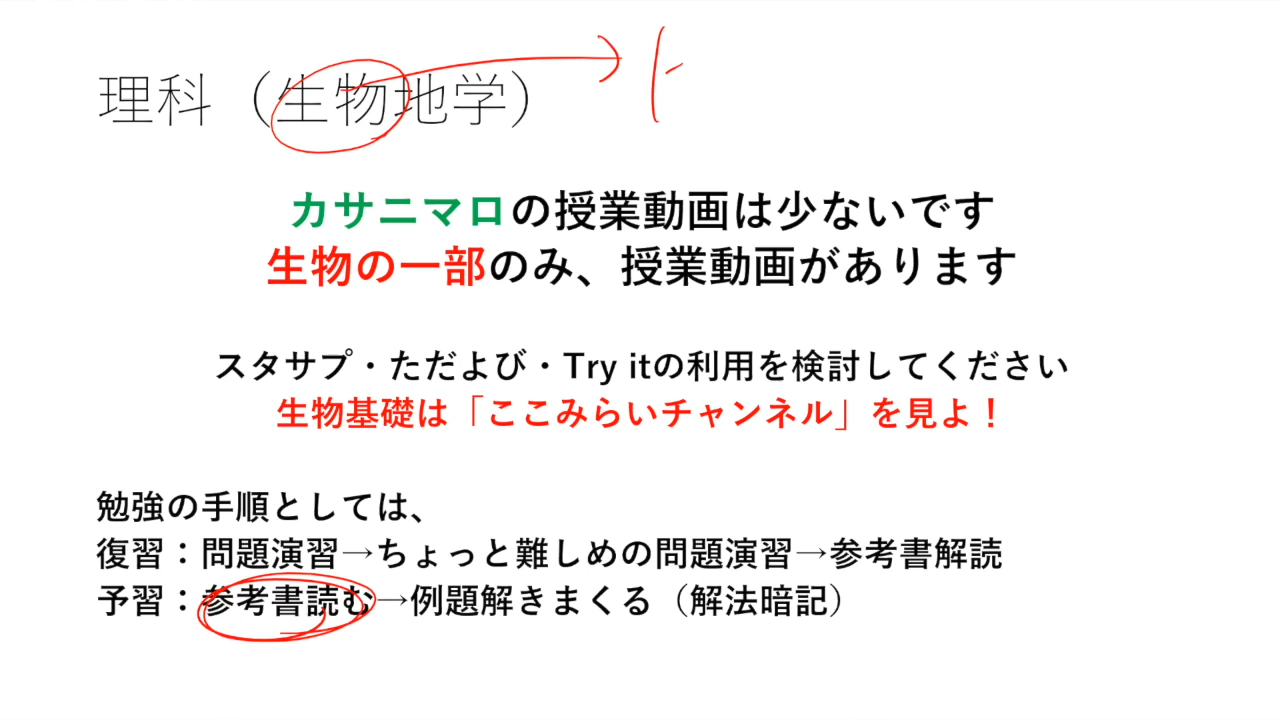 理科（生物地学）
カサニマロの授業動画は少ないです
生物の一部のみ、授業動画があります
スタサプ・ただよび・Try itの利用を検討してください
生物基礎は「ここみらいチャンネル」を見よ！
勉強の手順としては、
復習：問題演習→ちょっと難しめの問題演習→参考書解読
予習：参考書読む→例題解きまくる（解法暗記）